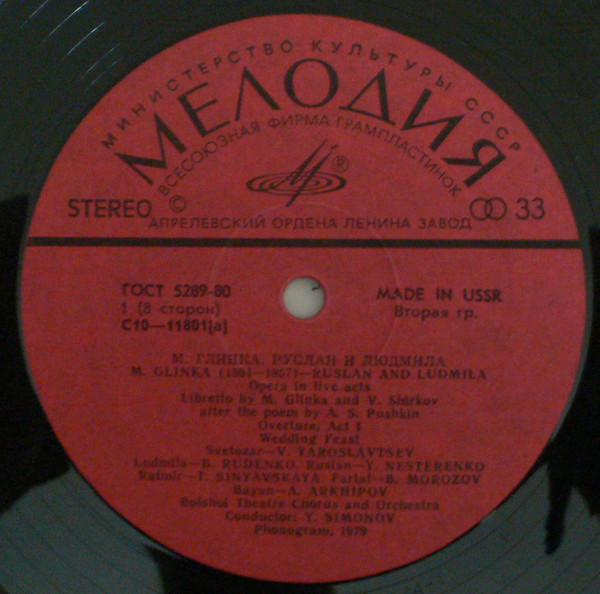 МИНИСТЕРСТВО КУЛЬТУРЫ СССР
МЕЛОДИЯ
ВСЕСОЮЗНАЯ ФИРМА ГРАМПЛАСТИНОК
®
STEREO © 33
АПРЕЛЕВСКИЙ ОРДЕНА ЛЕНИНА ЗАВОД
ГОСТ 5289-80 MADE IN USSR
1 (8 сторон) Вторая гр.
С10—11801[а]
М. ГЛИНКА. РУСЛАН И ЛЮДМИЛА
M. GLINKA (1804—1857)—RUSLAN AND LUDMILA
Opera in five acts
Libretto by M. Glinka and V. Shirkov
after the poem by A. S. Pushkin
Overture, Act I
Wedding Feast
Svetozar—V. YAROSLAVTSEV
Ludmila—B. RUDENKO, Ruslan—Y. NESTERENKO
Ratmir—T. SINYAVSKAYA, Farlaf—B. MOROZOV
Bayan—A. ARKHIPOV
Bolshoi Theatre Chorus and Orchestra
Conductor: Y. SIMONOV
Phonogram, 1979